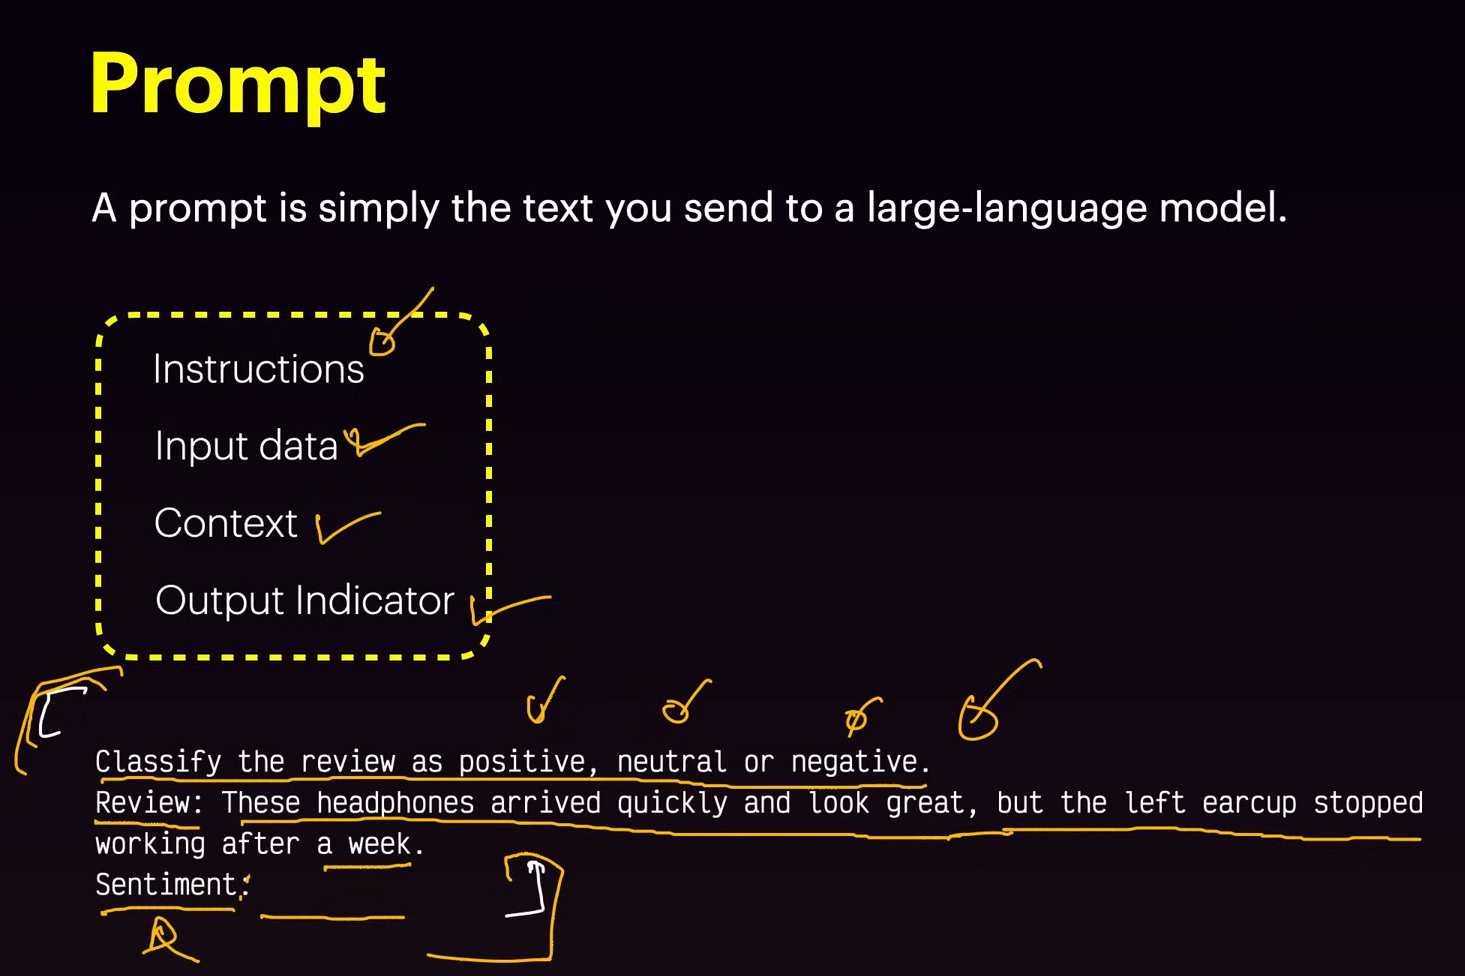 Prompt
A prompt is simply the text you send to a large-language model.
Instructions
Input data
Context
Output Indicator
Classify the review as positive, neutral or negative.
Review: These headphones arrived quickly and look great, but the left earcup stopped
working after a week.
Sentiment: